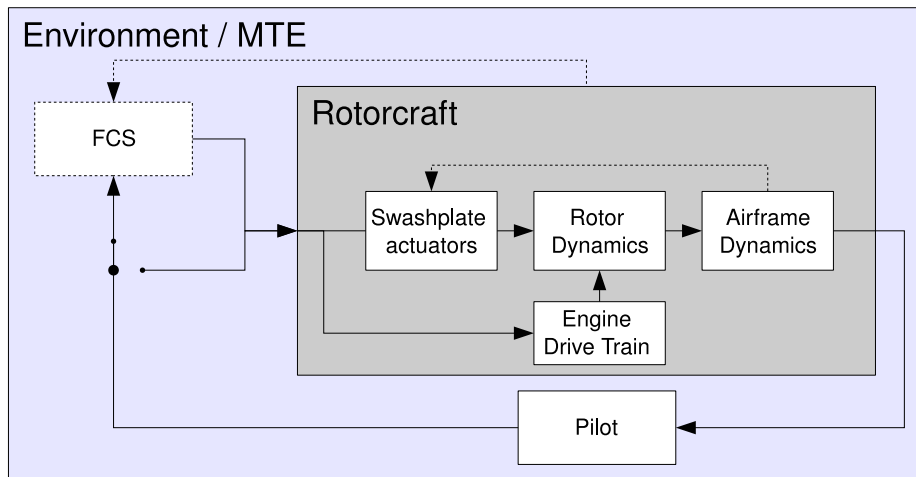 Environment / MTE
FCS
Rotorcraft
Swashplate
actuators
Rotor
Dynamics
Airframe
Dynamics
Engine
Drive Train
Pilot